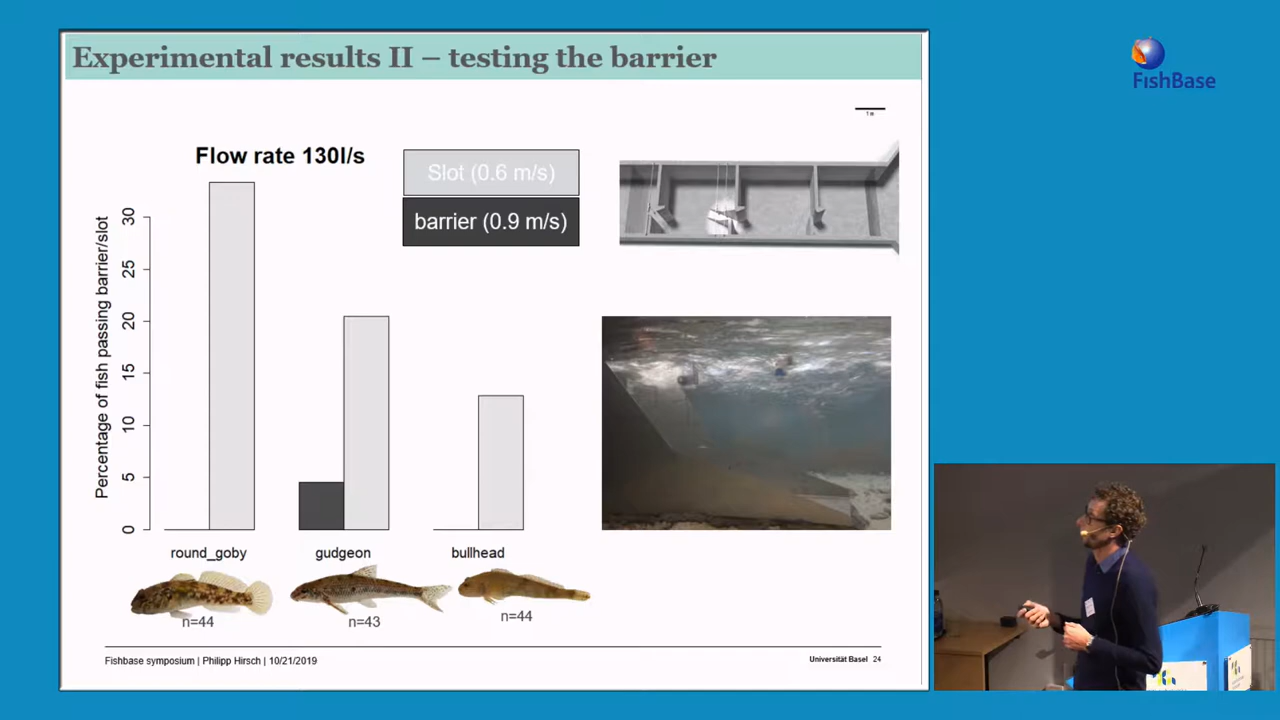 Experimental results II – testing the barrier
FishBase
Flow rate 130l/s
Slot (0.6 m/s)
barrier (0.9 m/s)
Percentage of fish passing barrier/slot
30
25
20
15
10
5
0
round_goby
gudgeon
bullhead
n=44
n=43
n=44
Fishbase symposium | Philipp Hirsch | 10/21/2019
Universität Basel 24